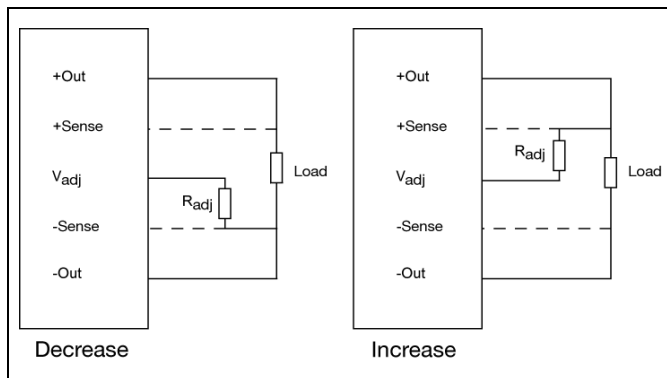 +Out
+Sense
Vadj
Radj
-Sense
-Out
Load
Decrease
+Out
+Sense
Radj
Vadj
-Sense
-Out
Load
Increase